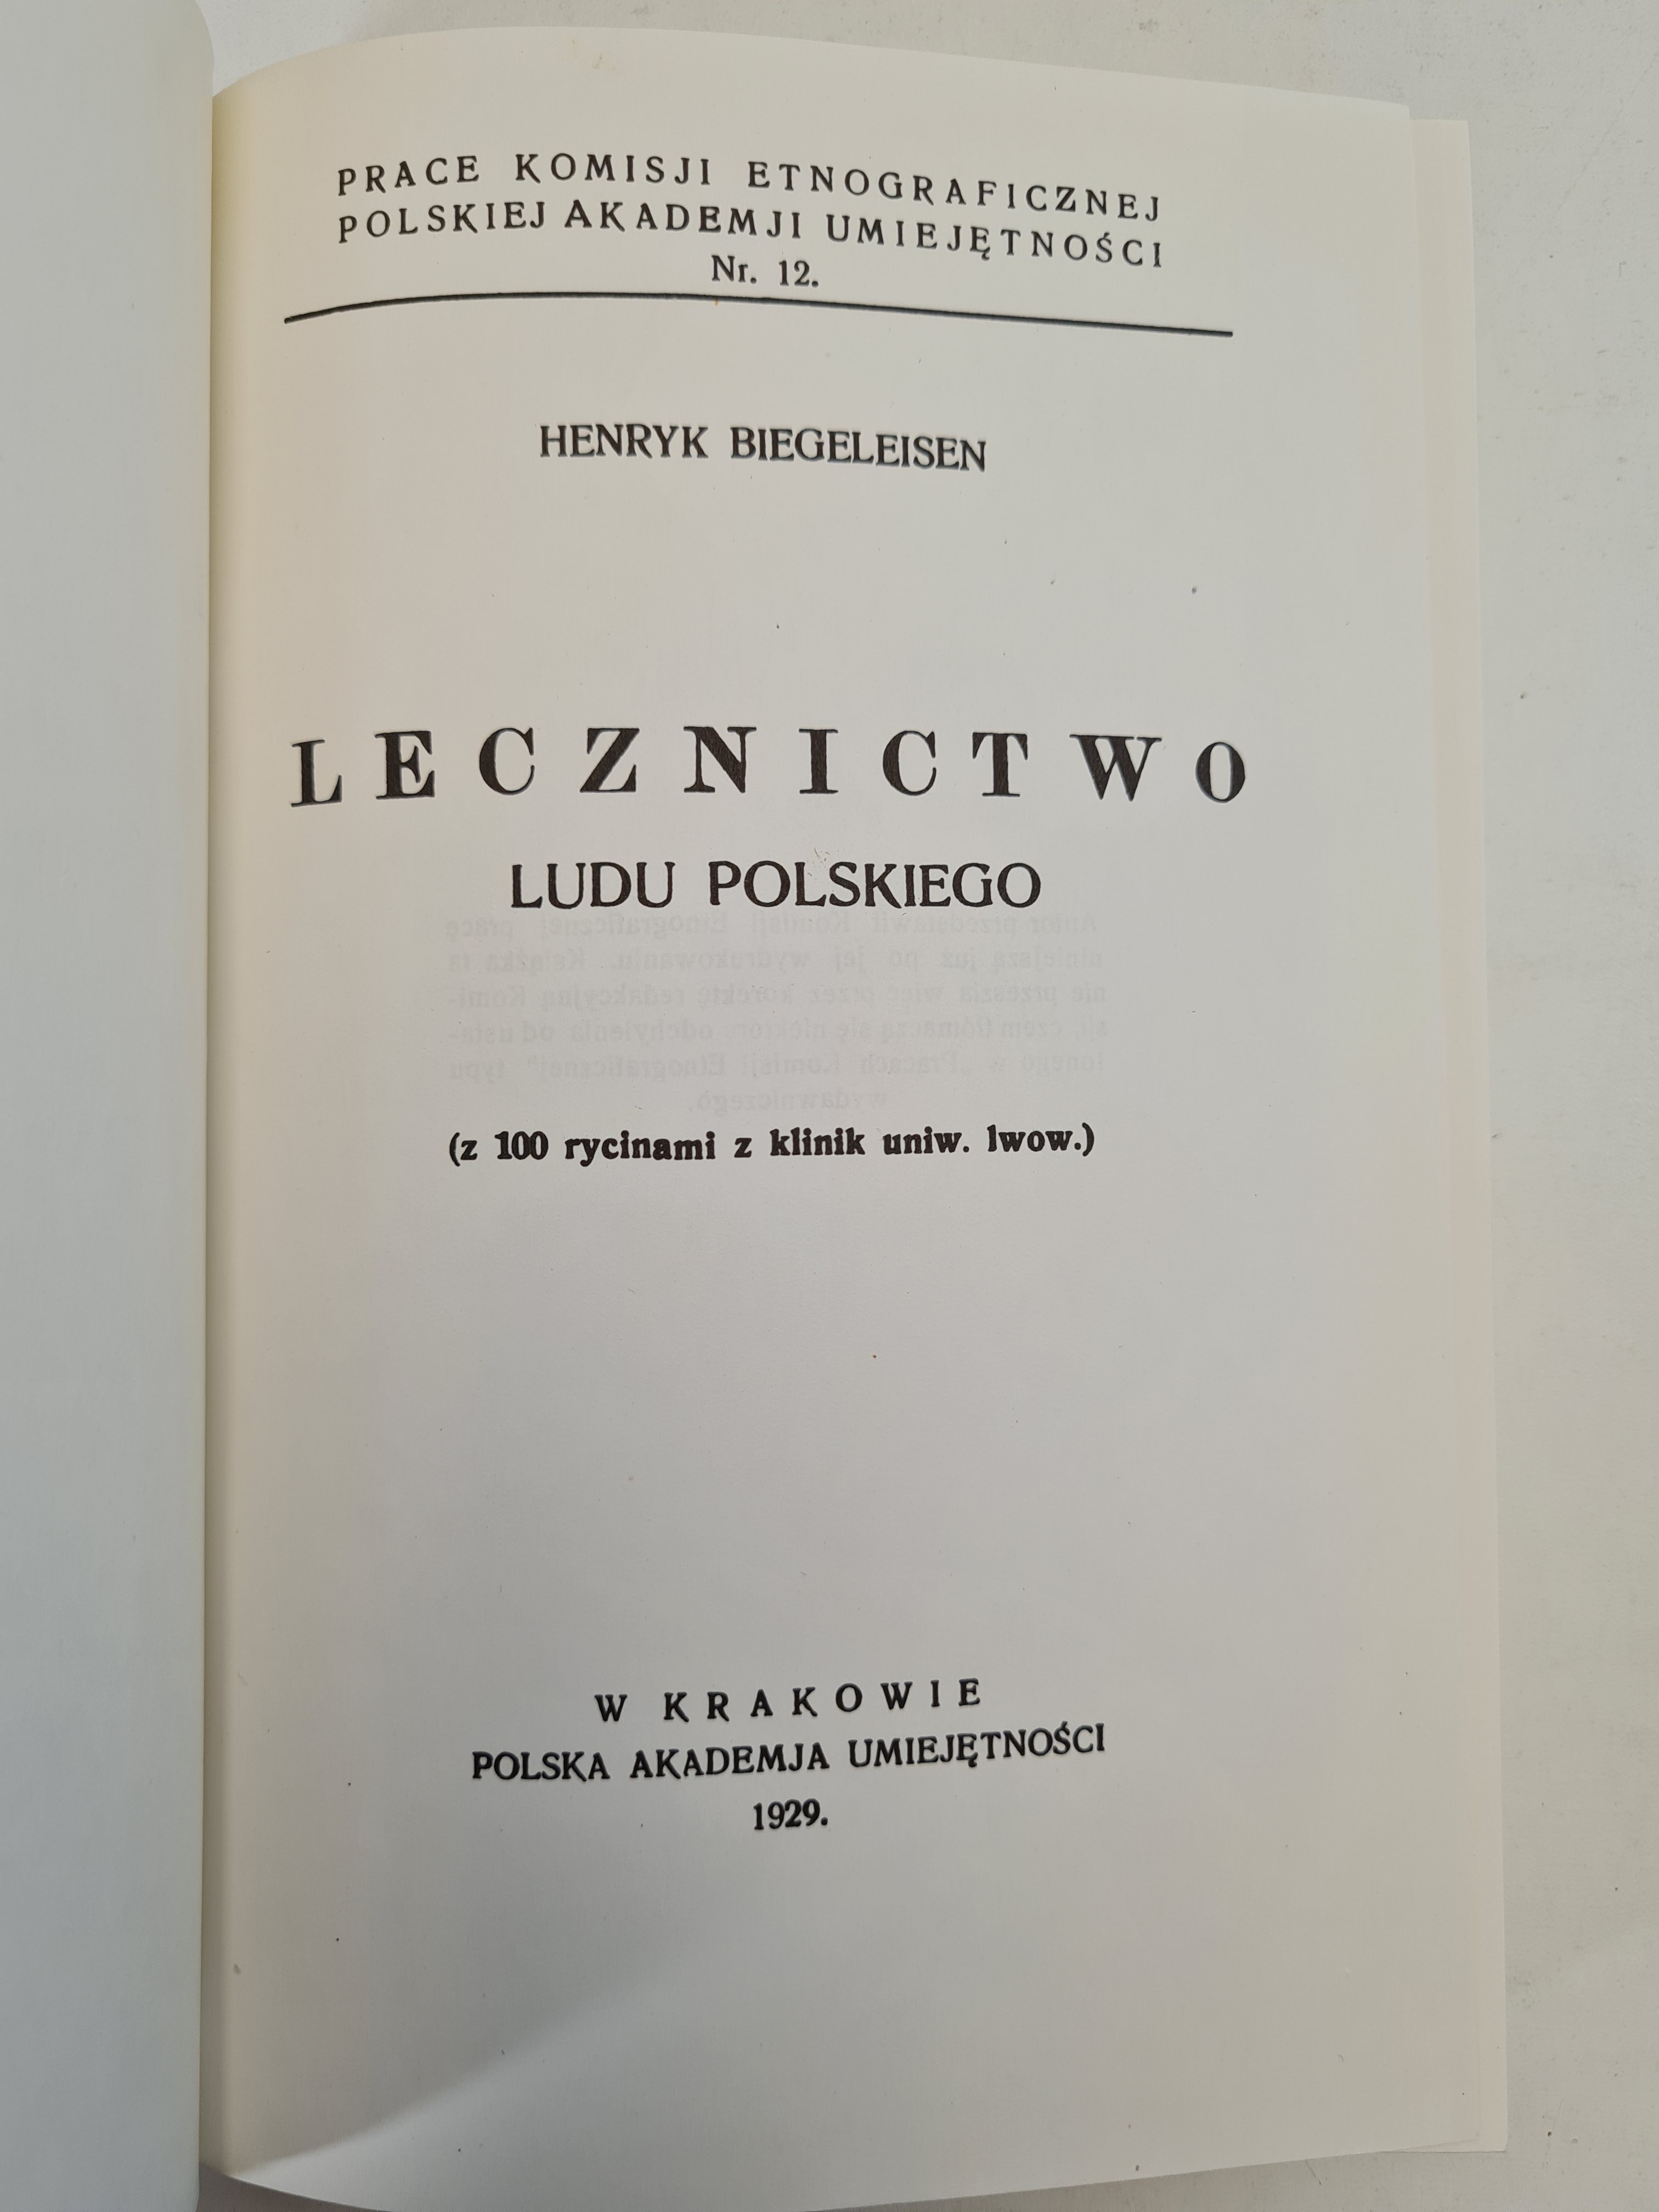 PRACE KOMISJI ETNOGRAFICZNEJ
POLSKIEJ AKADEMJI UMIEJĘTNOŚCI
Nr. 12.
HENRYK BIEGELEISEN
LECZNICTWO
LUDU POLSKIEGO
(z 100 rycinami z klinik uniw. lwow.)
W KRAKOWIE
POLSKA AKADEMJA UMIEJĘTNOŚCI
1929.